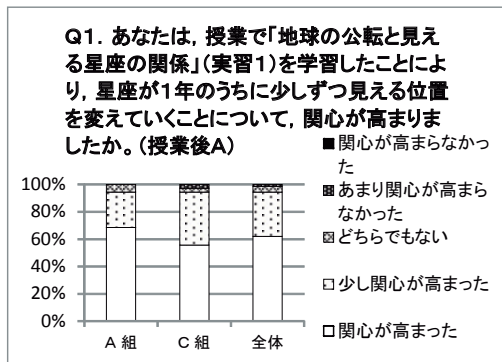 Q1．あなたは，授業で「地球の公転と見え
る星座の関係」（実習1）を学習したことによ
り，星座が1年のうちに少しずつ見える位置
を変えていくことについて，関心が高まりま
したか。（授業後A）
関心が高まらなかっ
た
あまり関心が高まら
なかった
どちらでもない
少し関心が高まった
関心が高まった
100%
80%
60%
40%
20%
0%
A 組
C 組
全体